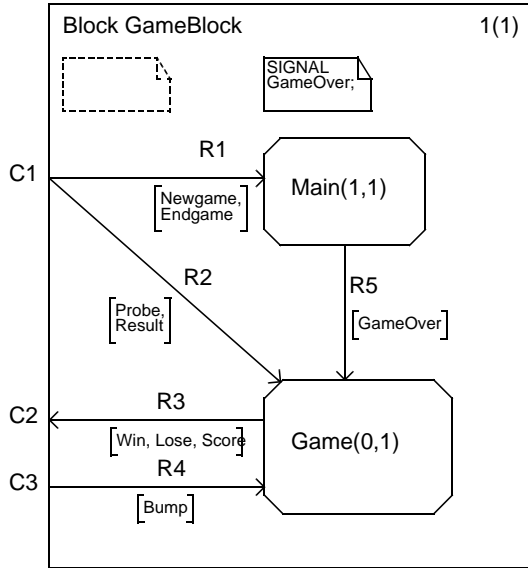 Block GameBlock
1(1)
SIGNAL
GameOver;
C1
R1
[Newgame,
Endgame]
Main(1,1)
R2
[Probe,
Result]
R5
[GameOver]
C2
R3
[Win, Lose, Score]
Game(0,1)
C3
R4
[Bump]